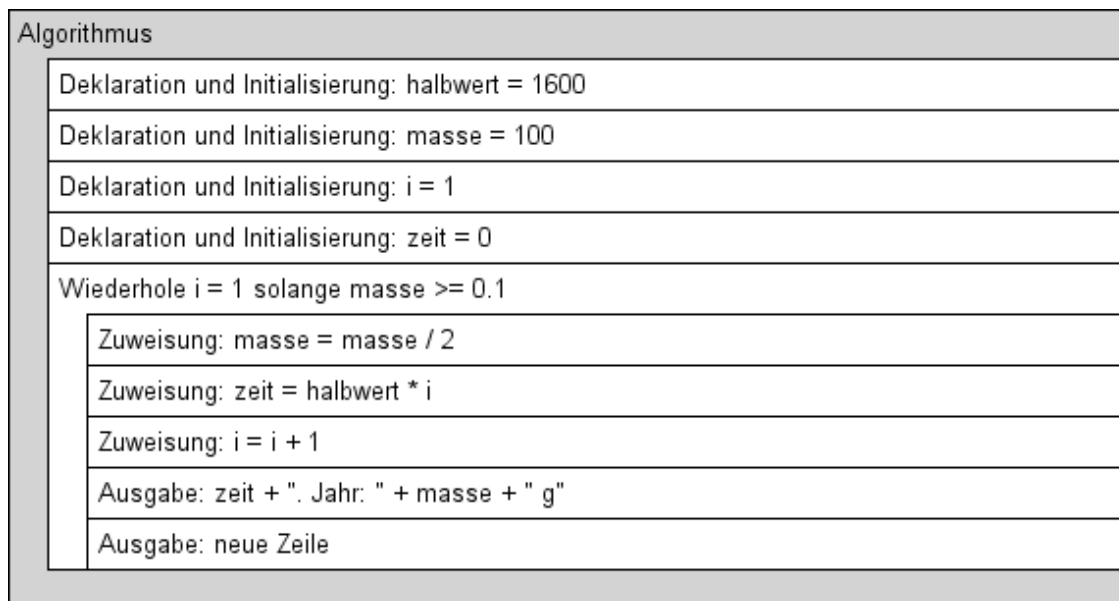 Algorithmus
Deklaration und Initialisierung: halbwert = 1600
Deklaration und Initialisierung: masse = 100
Deklaration und Initialisierung: i = 1
Deklaration und Initialisierung: zeit = 0
Wiederhole i = 1 solange masse >= 0.1
Zuweisung: masse = masse / 2
Zuweisung: zeit = halbwert * i
Zuweisung: i = i + 1
Ausgabe: zeit + ". Jahr: " + masse + " g"
Ausgabe: neue Zeile